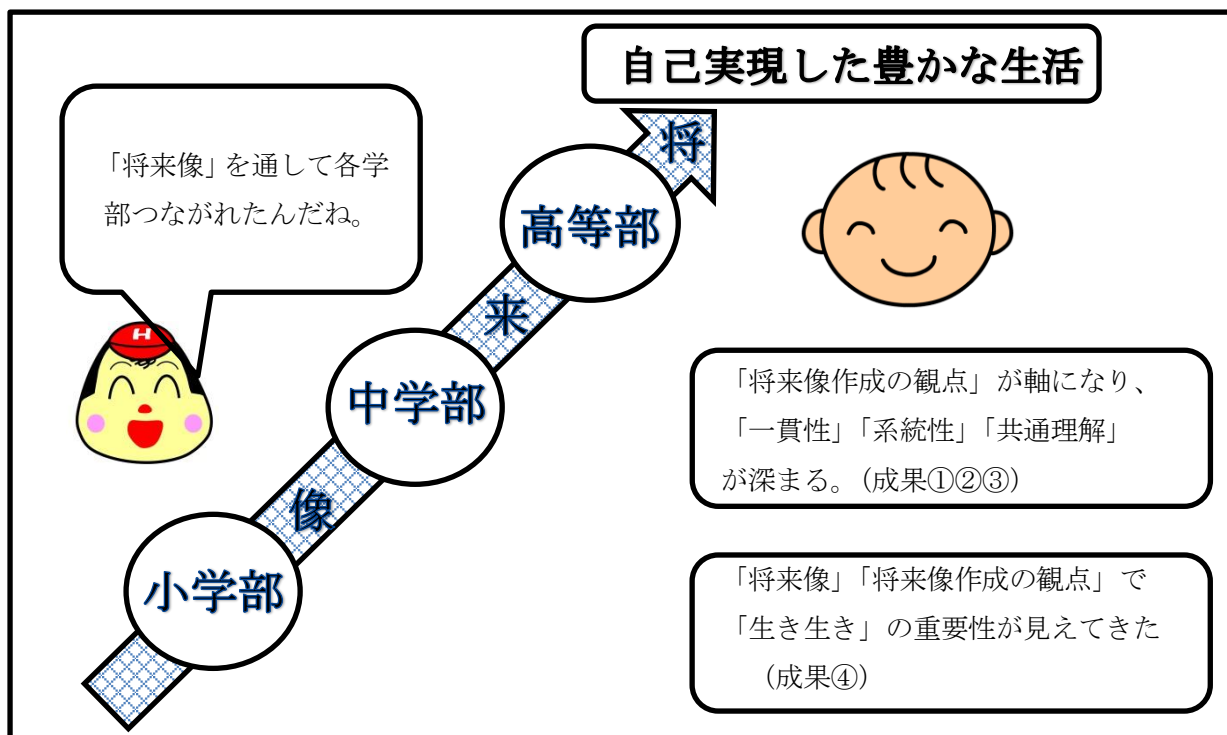 自己実現した豊かな生活
「将来像」を通して各学
部つながれたんだね。
将
高等部
来
中学部
像
小学部
H
「将来像作成の観点」が軸になり、
「一貫性」「系統性」「共通理解」
が深まる。（成果①②③）
「将来像」「将来像作成の観点」で
「生き生き」の重要性が見えてきた
（成果④）